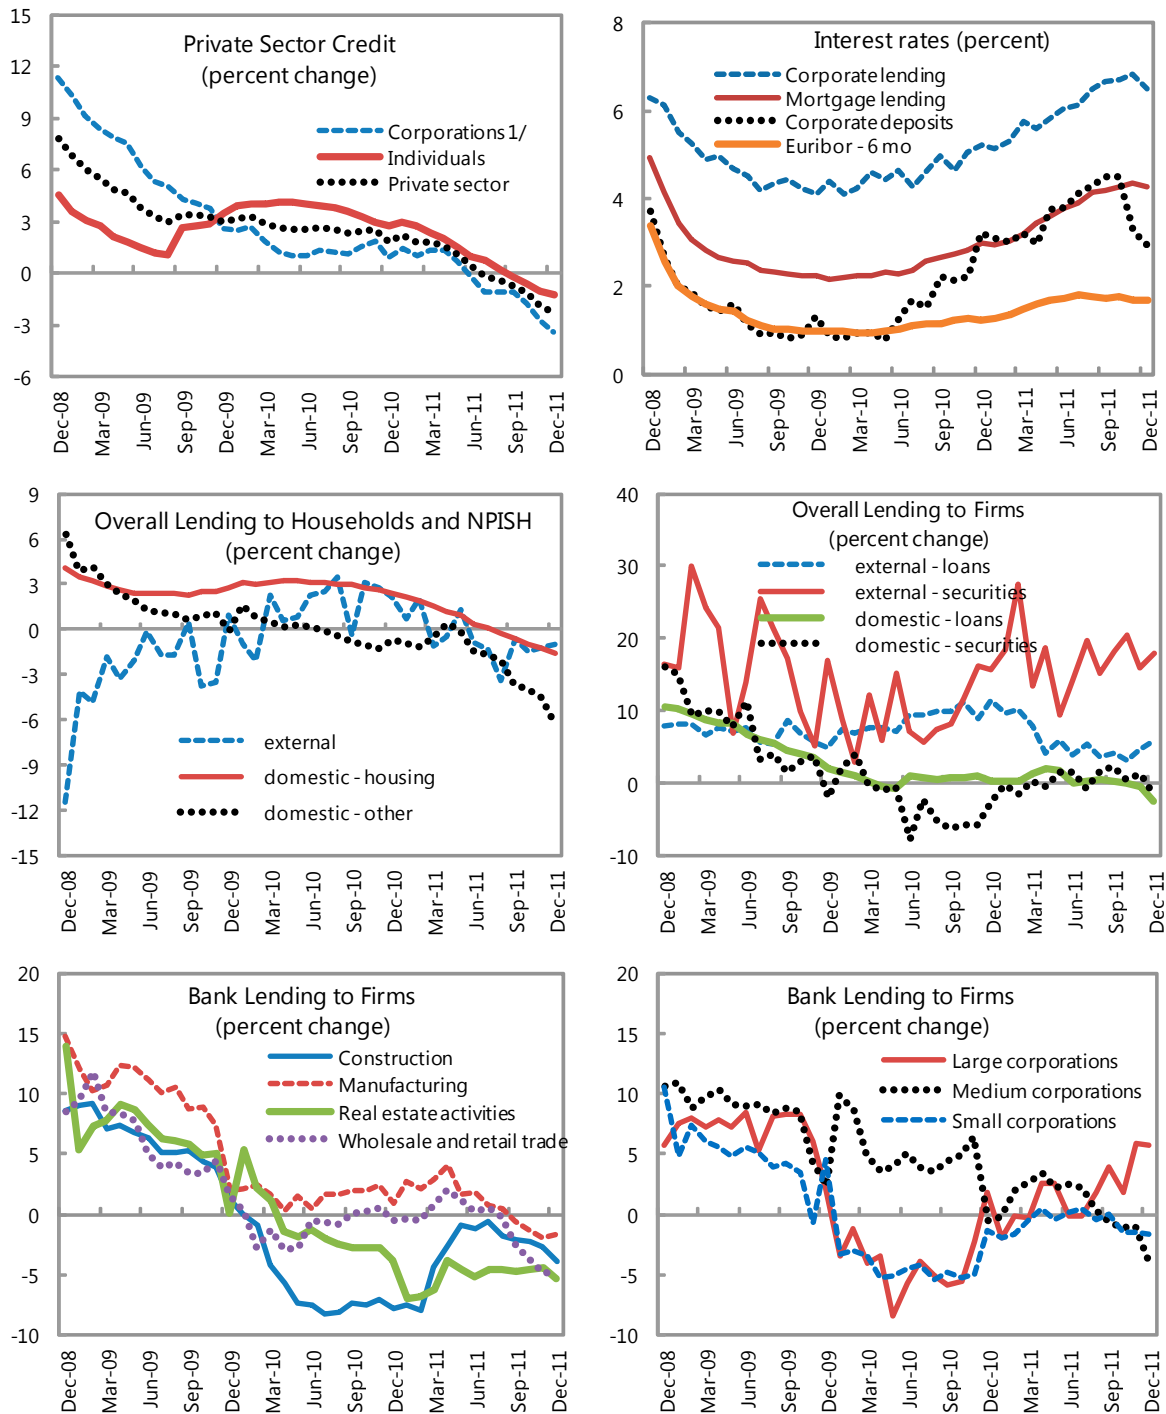 Private Sector Credit
(percent change)
15
12
9
6
3
0
-3
-6
Corporations 1/
Individuals
Private sector
Dec-08
Mar-09
Jun-09
Sep-09
Dec-09
Mar-10
Jun-10
Sep-10
Dec-10
Mar-11
Jun-11
Sep-11
Dec-11
Interest rates (percent)
8
6
4
2
0
Corporate lending
Mortgage lending
Corporate deposits
Euribor - 6 mo
Dec-08
Mar-09
Jun-09
Sep-09
Dec-09
Mar-10
Jun-10
Sep-10
Dec-10
Mar-11
Jun-11
Sep-11
Dec-11
Overall Lending to Households and NPISH
(percent change)
9
6
3
0
-3
-6
-9
-12
-15
external
domestic - housing
domestic - other
Dec-08
Mar-09
Jun-09
Sep-09
Dec-09
Mar-10
Jun-10
Sep-10
Dec-10
Mar-11
Jun-11
Sep-11
Dec-11
Overall Lending to Firms
(percent change)
40
30
20
10
0
-10
external - loans
external - securities
domestic - loans
domestic - securities
Dec-08
Mar-09
Jun-09
Sep-09
Dec-09
Mar-10
Jun-10
Sep-10
Dec-10
Mar-11
Jun-11
Sep-11
Dec-11
Bank Lending to Firms
(percent change)
20
15
10
5
0
-5
-10
Construction
Manufacturing
Real estate activities
Wholesale and retail trade
Dec-08
Mar-09
Jun-09
Sep-09
Dec-09
Mar-10
Jun-10
Sep-10
Dec-10
Mar-11
Jun-11
Sep-11
Dec-11
Bank Lending to Firms
(percent change)
20
15
10
5
0
-5
-10
Large corporations
Medium corporations
Small corporations
Dec-08
Mar-09
Jun-09
Sep-09
Dec-09
Mar-10
Jun-10
Sep-10
Dec-10
Mar-11
Jun-11
Sep-11
Dec-11